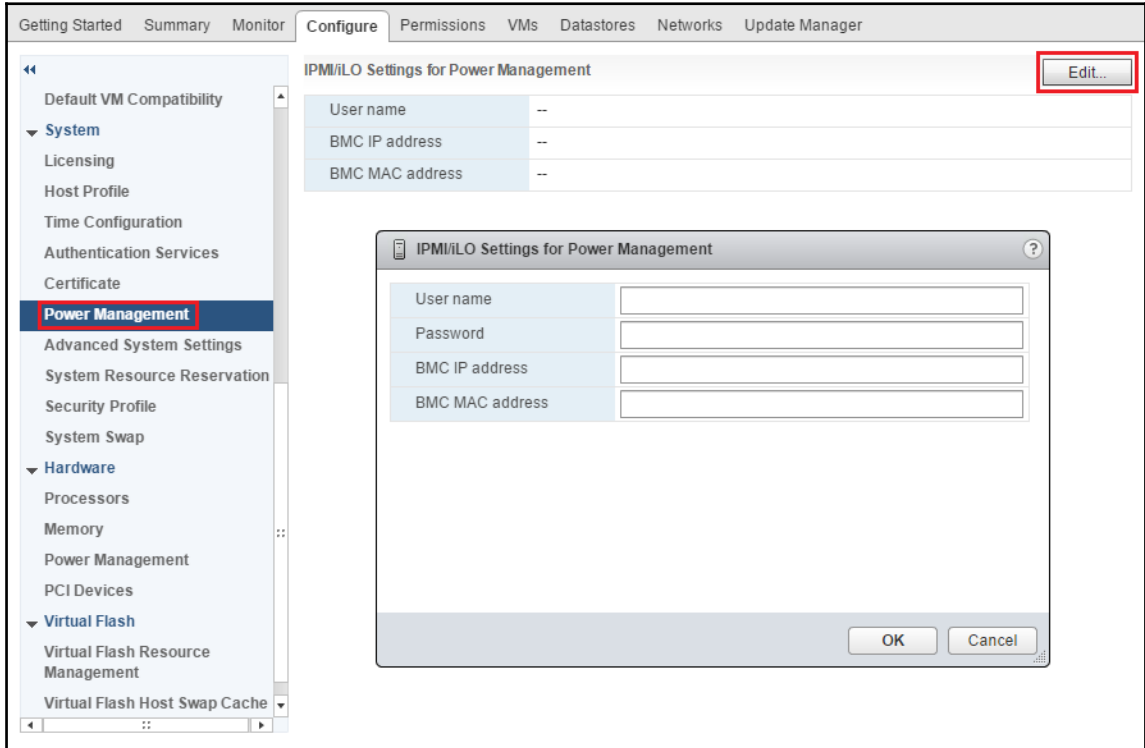 Getting Started Summary Monitor Configure Permissions VMs Datastores Networks Update Manager
Default VM Compatibility
System
Licensing
Host Profile
Time Configuration
Authentication Services
Certificate
Power Management
Advanced System Settings
System Resource Reservation
Security Profile
System Swap
Hardware
Processors
Memory
Power Management
PCI Devices
Virtual Flash
Virtual Flash Resource
Management
Virtual Flash Host Swap Cache
IPMI/iLO Settings for Power Management
Edit...
User name --
BMC IP address --
BMC MAC address --
IPMI/iLO Settings for Power Management ?
User name
Password
BMC IP address
BMC MAC address
OK Cancel